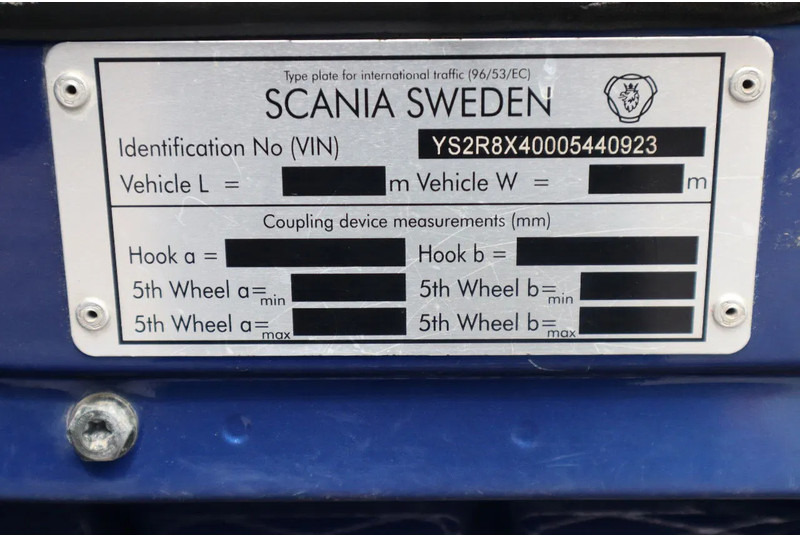 Type plate for international traffic (96/53/EC)
SCANIA SWEDEN
Identification No (VIN) YS2R8X40005440923
Vehicle L = m Vehicle W = m
Coupling device measurements (mm)
Hook a = Hook b =
5th Wheel a= min 5th Wheel b= min
5th Wheel a= max 5th Wheel b= max